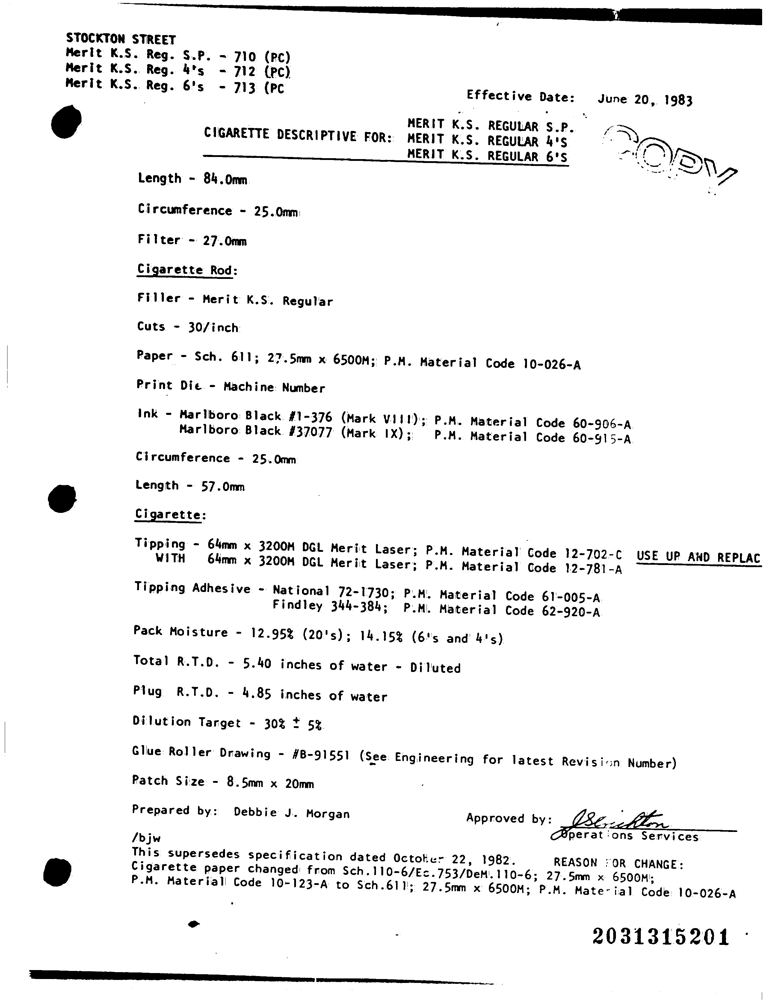 STOCKTON STREET
Merit K.S. Reg. S.P. - 710 (PC)
Merit K.S. Reg. 4's - 712 (PC)
Merit K.S. Reg. 6's - 713 (PC
Effective Date: June 20, 1983
CIGARETTE DESCRIPTIVE FOR: MERIT K.S. REGULAR S.P.
MERIT K.S. REGULAR 4'S
MERIT K.S. REGULAR 6'S
COPY
Length - 84.0mm
Circumference - 25.0mm
Filter - 27.0mm
Cigarette Rod:
Filler - Merit K.S. Regular
Cuts - 30/inch
Paper - Sch. 611; 27.5mm x 6500M; P.M. Material Code 10-026-A
Print Die - Machine Number
Ink - Marlboro Black #1-376 (Mark VIII); P.M. Material Code 60-906-A
Marlboro Black #37077 (Mark IX); P.M. Material Code 60-915-A
Circumference - 25.0mm
Length - 57.0mm
Cigarette:
Tipping - 64mm x 3200M DGL Merit Laser; P.M. Material Code 12-702-C USE UP AND REPLAC
WITH 64mm x 3200M DGL Merit Laser; P.M. Material Code 12-781-A
Tipping Adhesive - National 72-1730; P.M. Material Code 61-005-A
Findley 344-384; P.M. Material Code 62-920-A
Pack Moisture - 12.95% (20's); 14.15% (6's and 4's)
Total R.T.D. - 5.40 inches of water - Diluted
Plug R.T.D. - 4.85 inches of water
Dilution Target - 30% ± 5%
Glue Roller Drawing - #B-91551 (See Engineering for latest Revision Number)
Patch Size - 8.5mm x 20mm
Prepared by: Debbie J. Morgan
Approved by:
Operations Services
/bjw
This supersedes specification dated October 22, 1982. REASON FOR CHANGE:
Cigarette paper changed from Sch.110-6/Ec.753/DeM.110-6; 27.5mm x 6500M;
P.M. Material Code 10-123-A to Sch.611; 27.5mm x 6500M; P.M. Material Code 10-026-A
2031315201